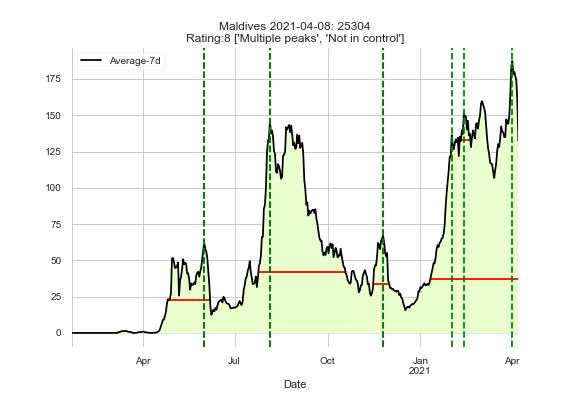 Maldives 2021-04-08: 25304
Rating:8 ['Multiple peaks', 'Not in control']
Average-7d
175
150
125
100
75
50
25
0
Apr
Jul
Oct
Jan
2021
Apr
Date